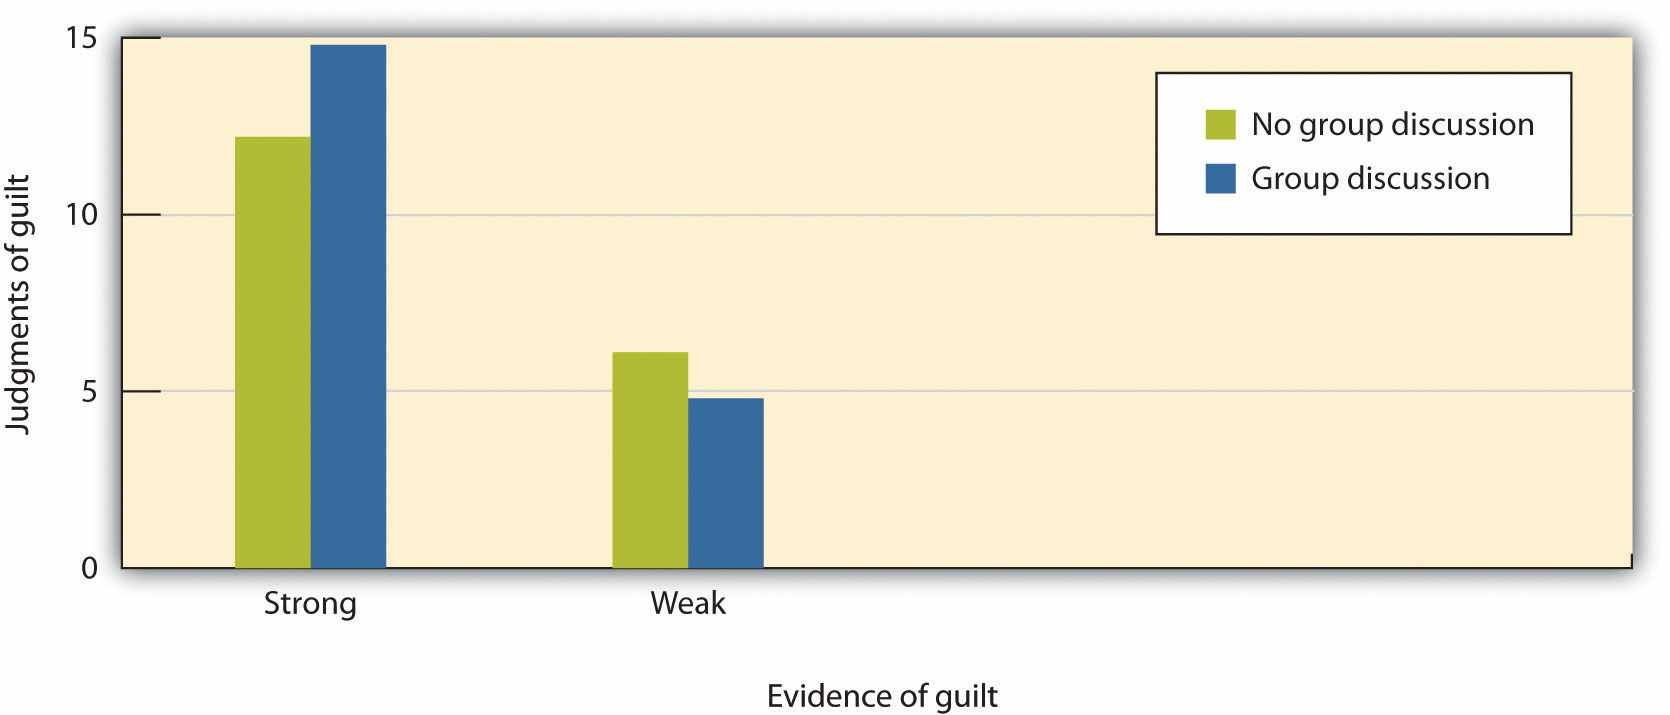 15
10
5
0
Judgments of guilt
No group discussion
Group discussion
Strong
Weak
Evidence of guilt